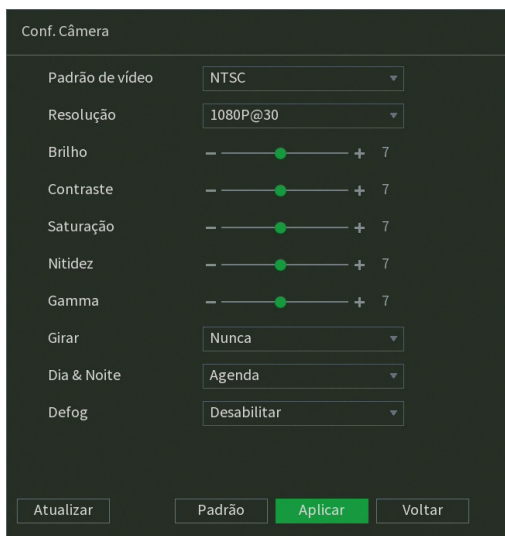 Conf. Câmera
Padrão de vídeo NTSC
Resolução 1080P@30
Brilho 7
Contraste 7
Saturação 7
Nitidez 7
Gamma 7
Girar Nunca
Dia & Noite Agenda
Defog Desabilitar
Atualizar Padrão Aplicar Voltar